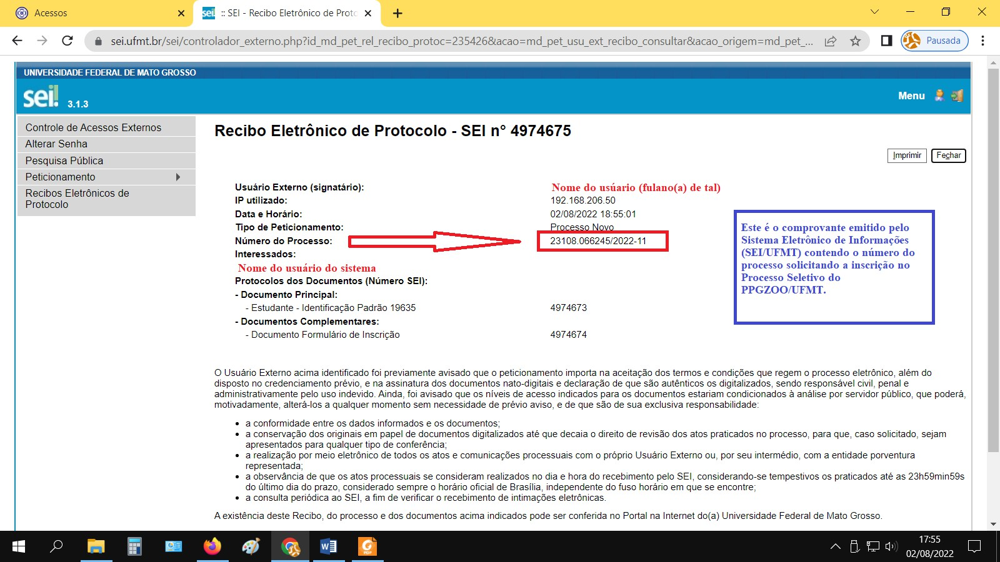 Acessos
:: SEI - Recibo Eletrônico de Proto
sei.ufmt.br/sei/controlador_externo.php?id_md_pet_rel_recibo_protoc=235426&acao=md_pet_usu_ext_recibo_consultar&acao_origem=md_pet_...
Pausada
UNIVERSIDADE FEDERAL DE MATO GROSSO
sei! 3.1.3
Menu
Controle de Acessos Externos
Alterar Senha
Pesquisa Pública
Peticionamento
Recibos Eletrônicos de
Protocolo
Recibo Eletrônico de Protocolo - SEI n° 4974675
Imprimir Fechar
Usuário Externo (signatário): Nome do usúario (fulano(a) de tal)
IP utilizado: 192.168.206.50
Data e Horário: 02/08/2022 18:55:01
Tipo de Peticionamento: Processo Novo
Número do Processo: 23108.066245/2022-11
Interessados:
Nome do usuário do sistema
Protocolos dos Documentos (Número SEI):
- Documento Principal:
- Estudante - Identificação Padrão 19635 4974673
- Documentos Complementares:
- Documento Formulário de Inscrição 4974674
Este é o comprovante emitido pelo
Sistema Eletrônico de Informações
(SEI/UFMT) contendo o número do
processo solicitando a inscrição no
Processo Seletivo do
PPGZOO/UFMT.
O Usuário Externo acima identificado foi previamente avisado que o peticionamento importa na aceitação dos termos e condições que regem o processo eletrônico, além do
disposto no credenciamento prévio, e na assinatura dos documentos nato-digitais e declaração de que são autênticos os digitalizados, sendo responsável civil, penal e
administrativamente pelo uso indevido. Ainda, foi avisado que os níveis de acesso indicados para os documentos estariam condicionados à análise por servidor público, que poderá,
motivadamente, alterá-los a qualquer momento sem necessidade de prévio aviso, e de que são de sua exclusiva responsabilidade:
• a conformidade entre os dados informados e os documentos;
• a conservação dos originais em papel de documentos digitalizados até que decaia o direito de revisão dos atos praticados no processo, para que, caso solicitado, sejam
apresentados para qualquer tipo de conferência;
• a realização por meio eletrônico de todos os atos e comunicações processuais com o próprio Usuário Externo ou, por seu intermédio, com a entidade porventura
representada;
• a observância de que os atos processuais se consideram realizados no dia e hora do recebimento pelo SEI, considerando-se tempestivos os praticados até as 23h59min59s
do último dia do prazo, considerado sempre o horário oficial de Brasília, independente do fuso horário em que se encontre;
• a consulta periódica ao SEI, a fim de verificar o recebimento de intimações eletrônicas.
A existência deste Recibo, do processo e dos documentos acima indicados pode ser conferida no Portal na Internet do(a) Universidade Federal de Mato Grosso.
17:55
02/08/2022